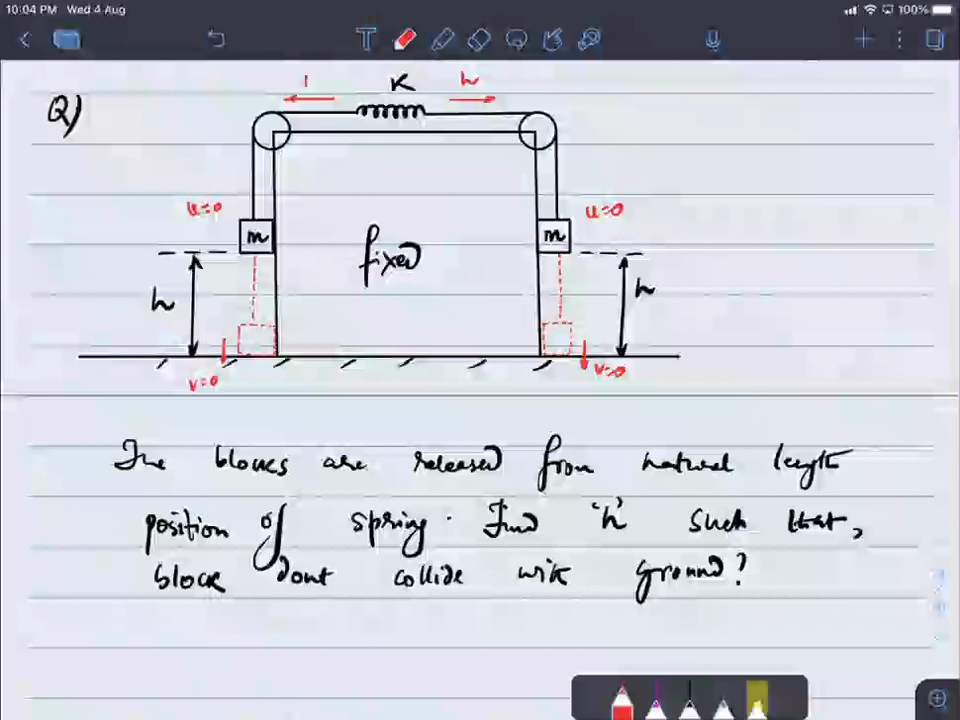 10:04 PM Wed 4 Aug
100%
Q)
K
h
u=0
u=0
m
m
fixed
h
h
v=0
v=0
The blocks are released from natural length
position of spring. Find 'h' such that,
block dont collide with ground?